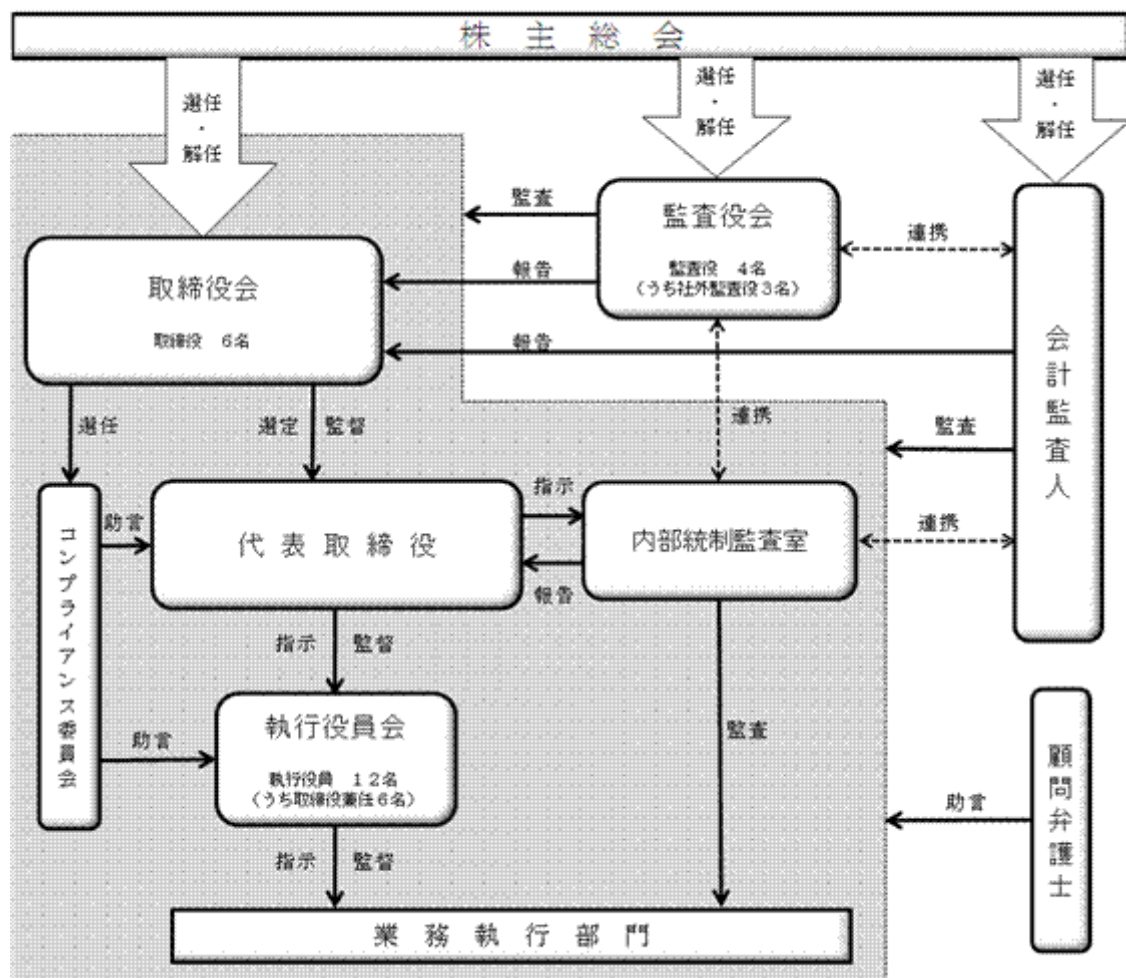 株主総会
選任
・
解任
選任
・
解任
選任
・
解任
監査
監査役会
監査役 4名
（うち社外監査役3名）
連携
報告
取締役会
取締役 6名
報告
会計監査人
選任
選定
監督
連携
監査
コンプライアンス委員会
助言
代表取締役
指示
報告
内部統制監査室
連携
指示
監督
助言
執行役員会
執行役員 12名
（うち取締役兼任6名）
監査
顧問弁護士
助言
指示
監督
業務執行部門